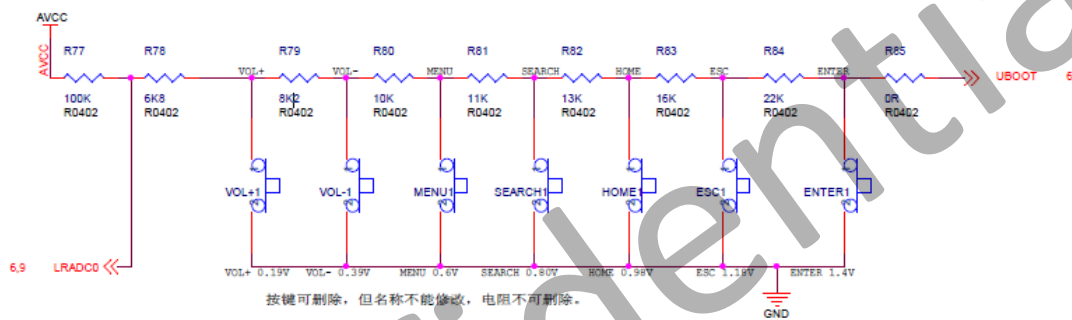 AVCC
AVCC
R77 R78 R79 R80 R81 R82 R83 R84 R85
VOL+ VOL- MENU SEARCH HOME ESC ENTER
UBOOT 6
100K 6K8 8K2 10K 11K 13K 16K 22K 0R
R0402 R0402 R0402 R0402 R0402 R0402 R0402 R0402 R0402
VOL+1 VOL-1 MENU1 SEARCH1 HOME1 ESC1 ENTER1
6,9 LRADC0
VOL+ 0.19V VOL- 0.39V MENU 0.6V SEARCH 0.80V HOME 0.98V ESC 1.18V ENTER 1.4V
按键可删除，但名称不能修改，电阻不可删除。
GND